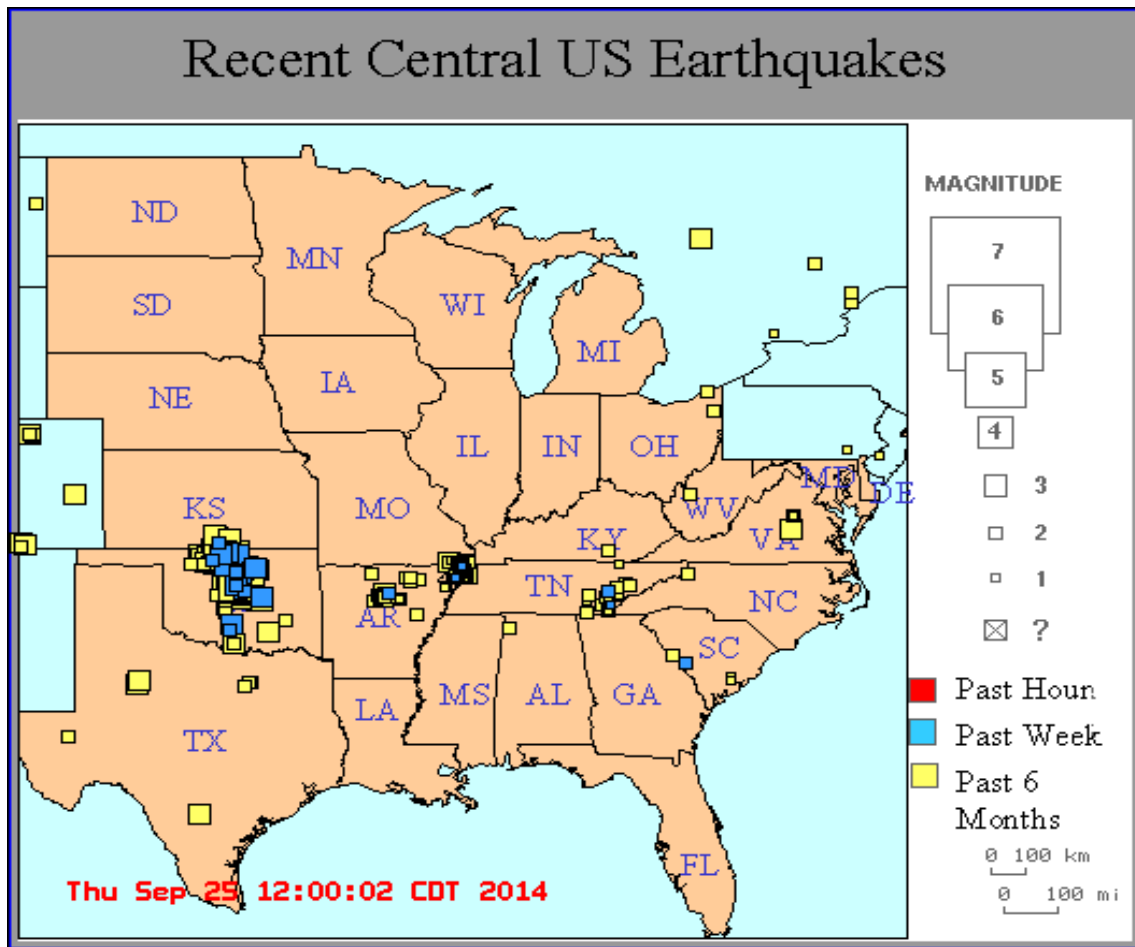 Recent Central US Earthquakes
MAGNITUDE
7
6
5
4
3
2
1
?
Past Houn
Past Week
Past 6
Months
0 100 km
0 100 mi
ND
MN
SD
WI
MI
IA
NE
IL
IN
OH
MD
DE
KS
MO
WV
KY
VA
TN
NC
AR
SC
MS
AL
GA
LA
TX
FL
Thu Sep 25 12:00:02 CDT 2014